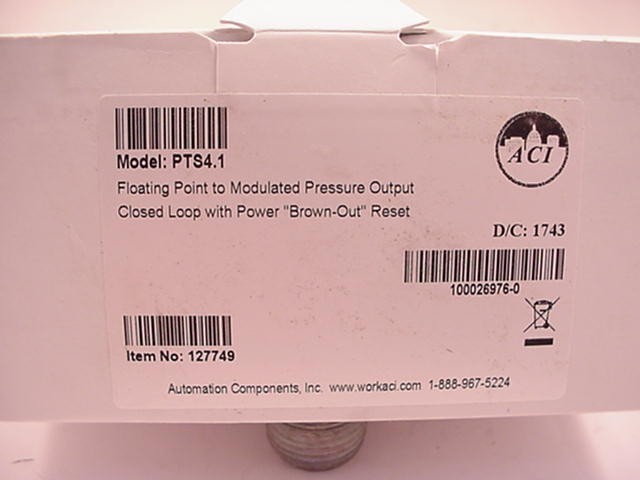 Model: PTS4.1
Floating Point to Modulated Pressure Output
Closed Loop with Power "Brown-Out" Reset
ACI
D/C: 1743
100026976-0
Item No: 127749
Automation Components, Inc. www.workaci.com 1-888-967-5224